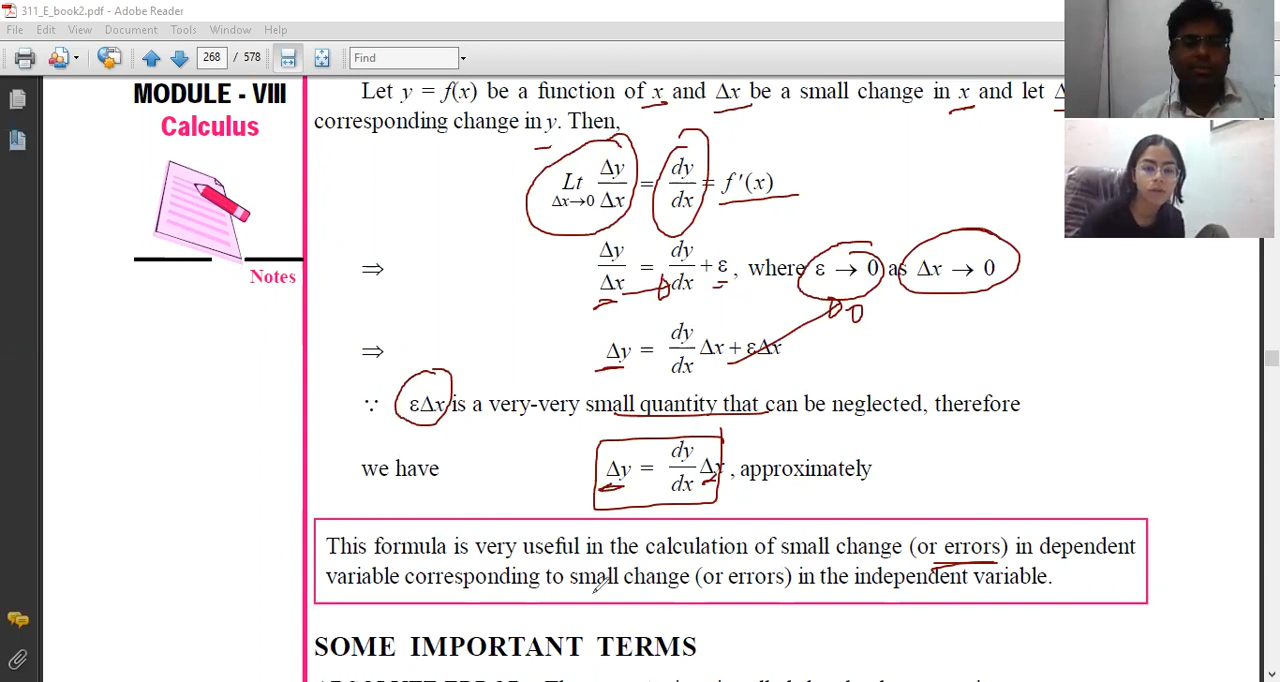 311_E_book2.pdf - Adobe Reader
File Edit View Document Tools Window Help
268 / 578 Find
MODULE - VIII
Calculus
Notes
Let y = f(x) be a function of x and Δx be a small change in x and let Δ
corresponding change in y. Then,
Lt Δx→0 Δy/Δx = dy/dx = f'(x)
⇒ Δy/Δx = dy/dx + ε, where ε → 0 as Δx → 0
0
⇒ Δy = dy/dx Δx + εΔx
∵ εΔx is a very-very small quantity that can be neglected, therefore
we have Δy = dy/dx Δx, approximately
This formula is very useful in the calculation of small change (or errors) in dependent
variable corresponding to small change (or errors) in the independent variable.
SOME IMPORTANT TERMS